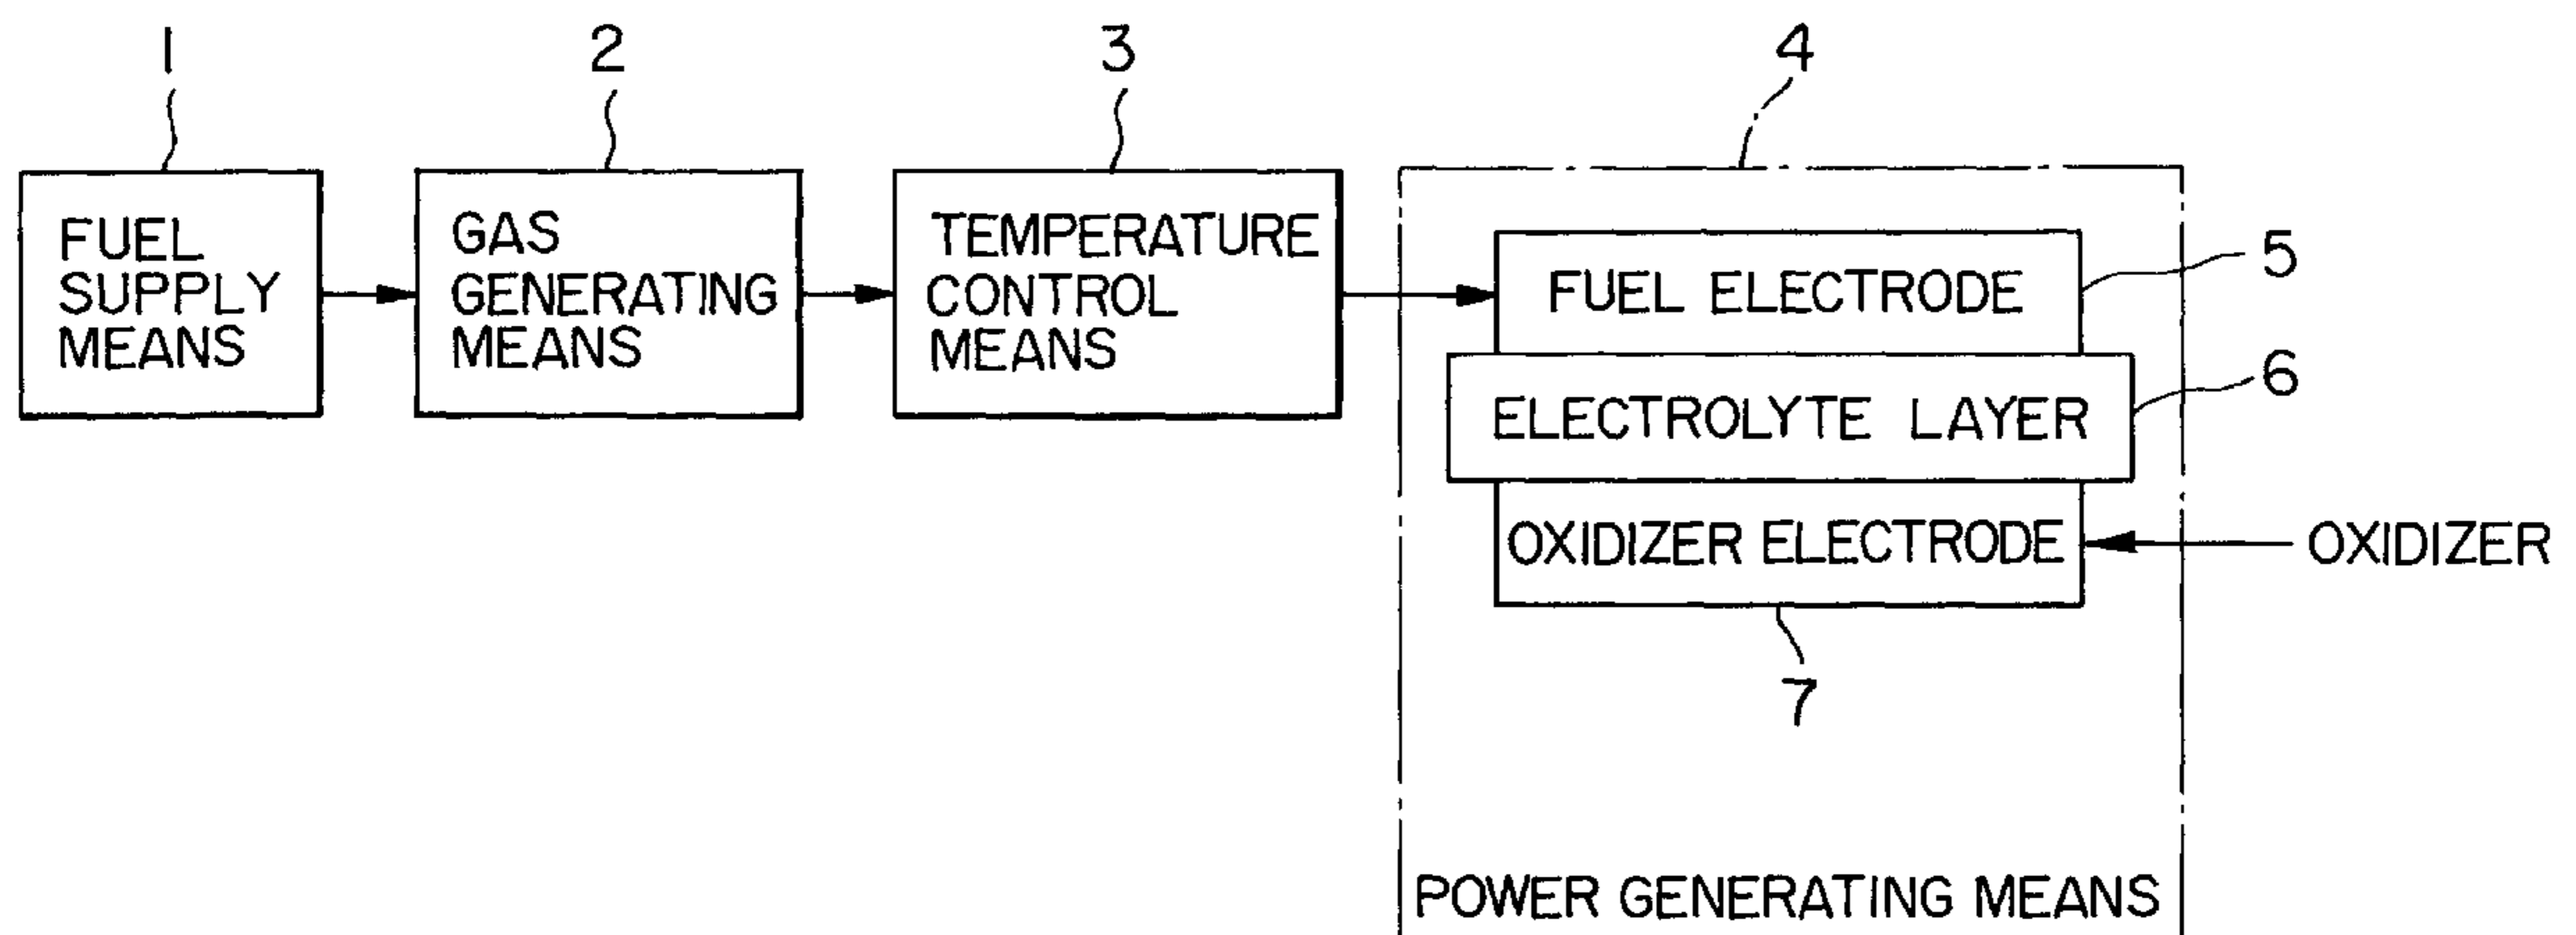 1
2
3
4
FUEL
SUPPLY
MEANS
GAS
GENERATING
MEANS
TEMPERATURE
CONTROL
MEANS
FUEL ELECTRODE
5
ELECTROLYTE LAYER
6
OXIDIZER ELECTRODE
OXIDIZER
7
POWER GENERATING MEANS